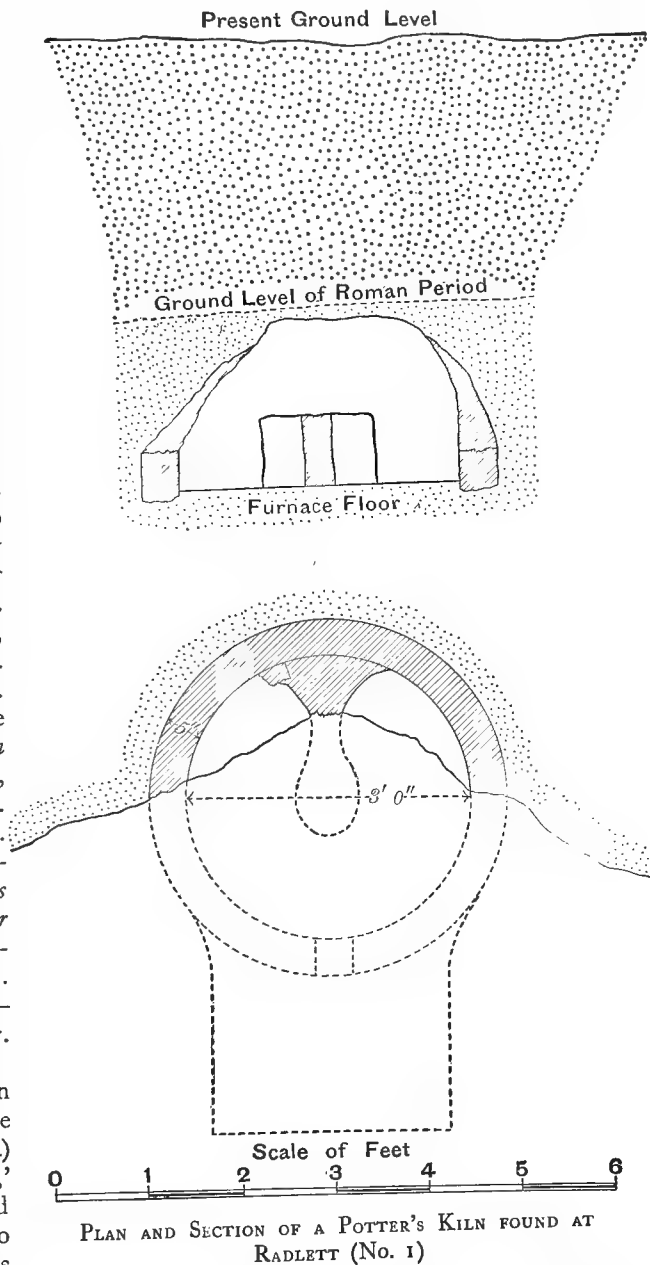 Present Ground Level
Ground Level of Roman Period
Furnace Floor
3' 0"
Scale of Feet
0 1 2 3 4 5 6
PLAN AND SECTION OF A POTTER'S KILN FOUND AT
RADLETT (No. 1)